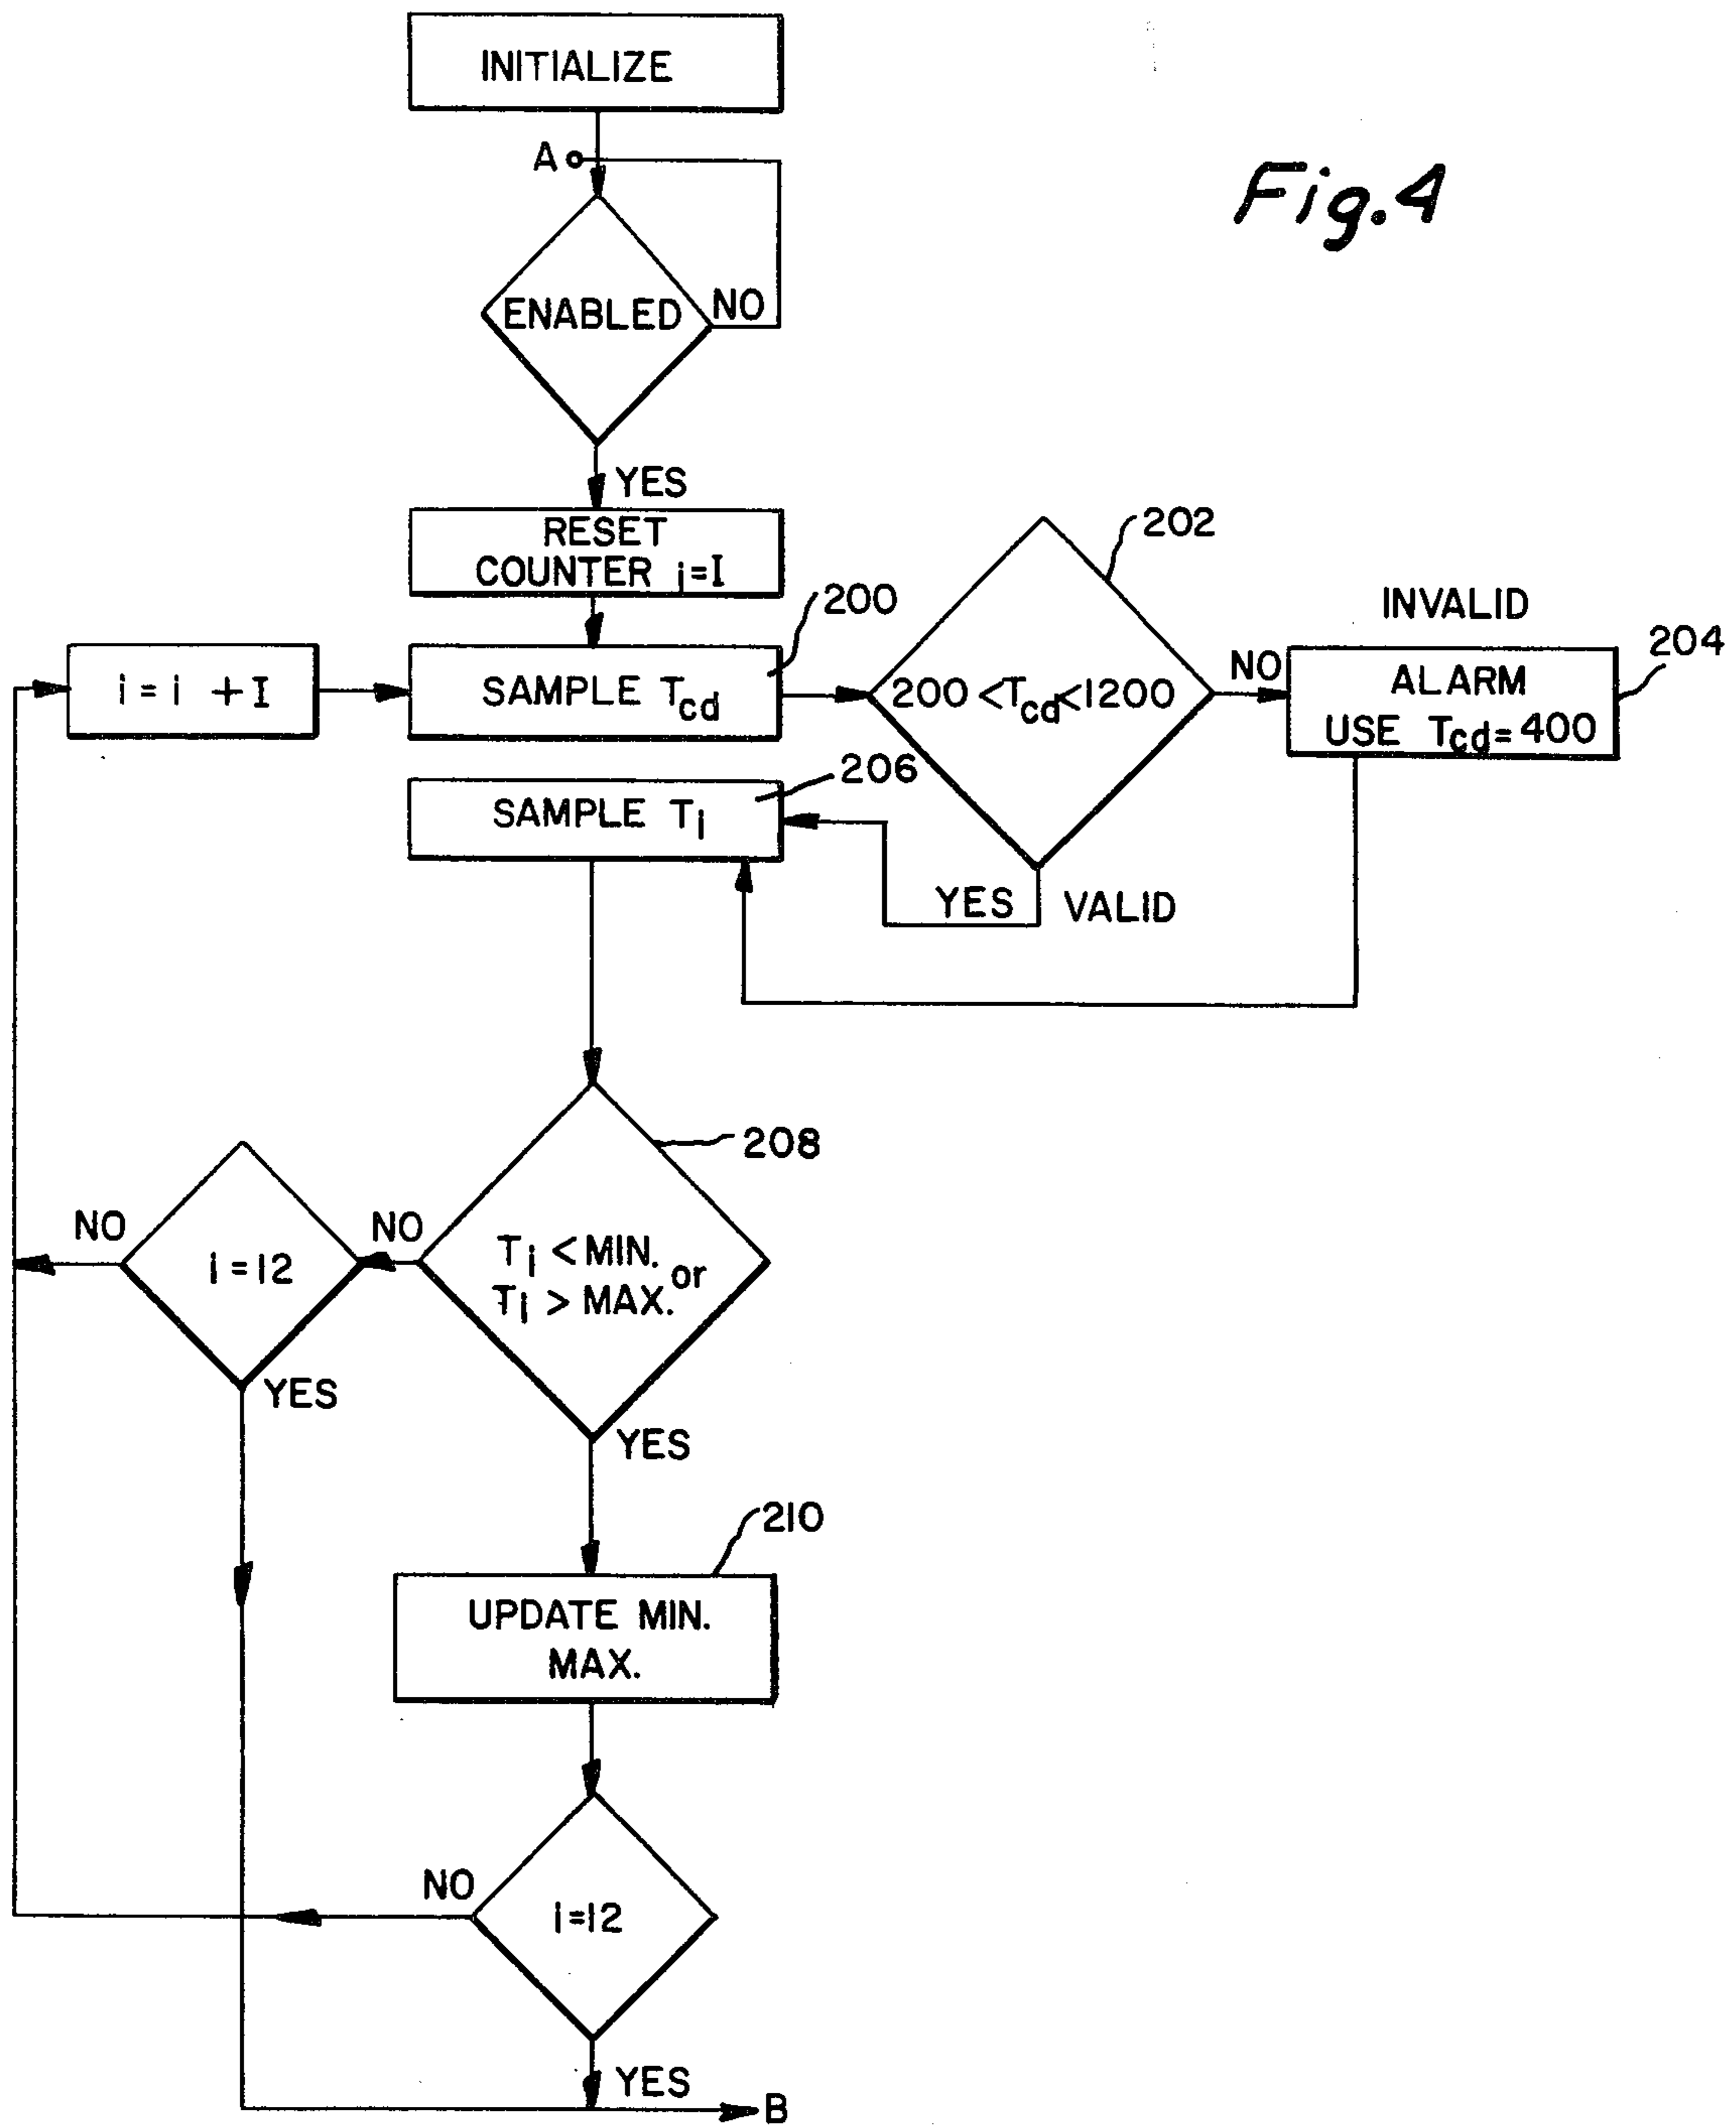 INITIALIZE
A
Fig.4
ENABLED
NO
YES
RESET
COUNTER i=I
202
200
INVALID
204
i = i + I
SAMPLE Tcd
200 < Tcd < 1200
NO
ALARM
USE Tcd = 400
206
SAMPLE Ti
YES
VALID
208
NO
i = 12
NO
Ti < MIN.
or
Ti > MAX.
YES
YES
210
UPDATE MIN.
MAX.
NO
i=12
YES
B